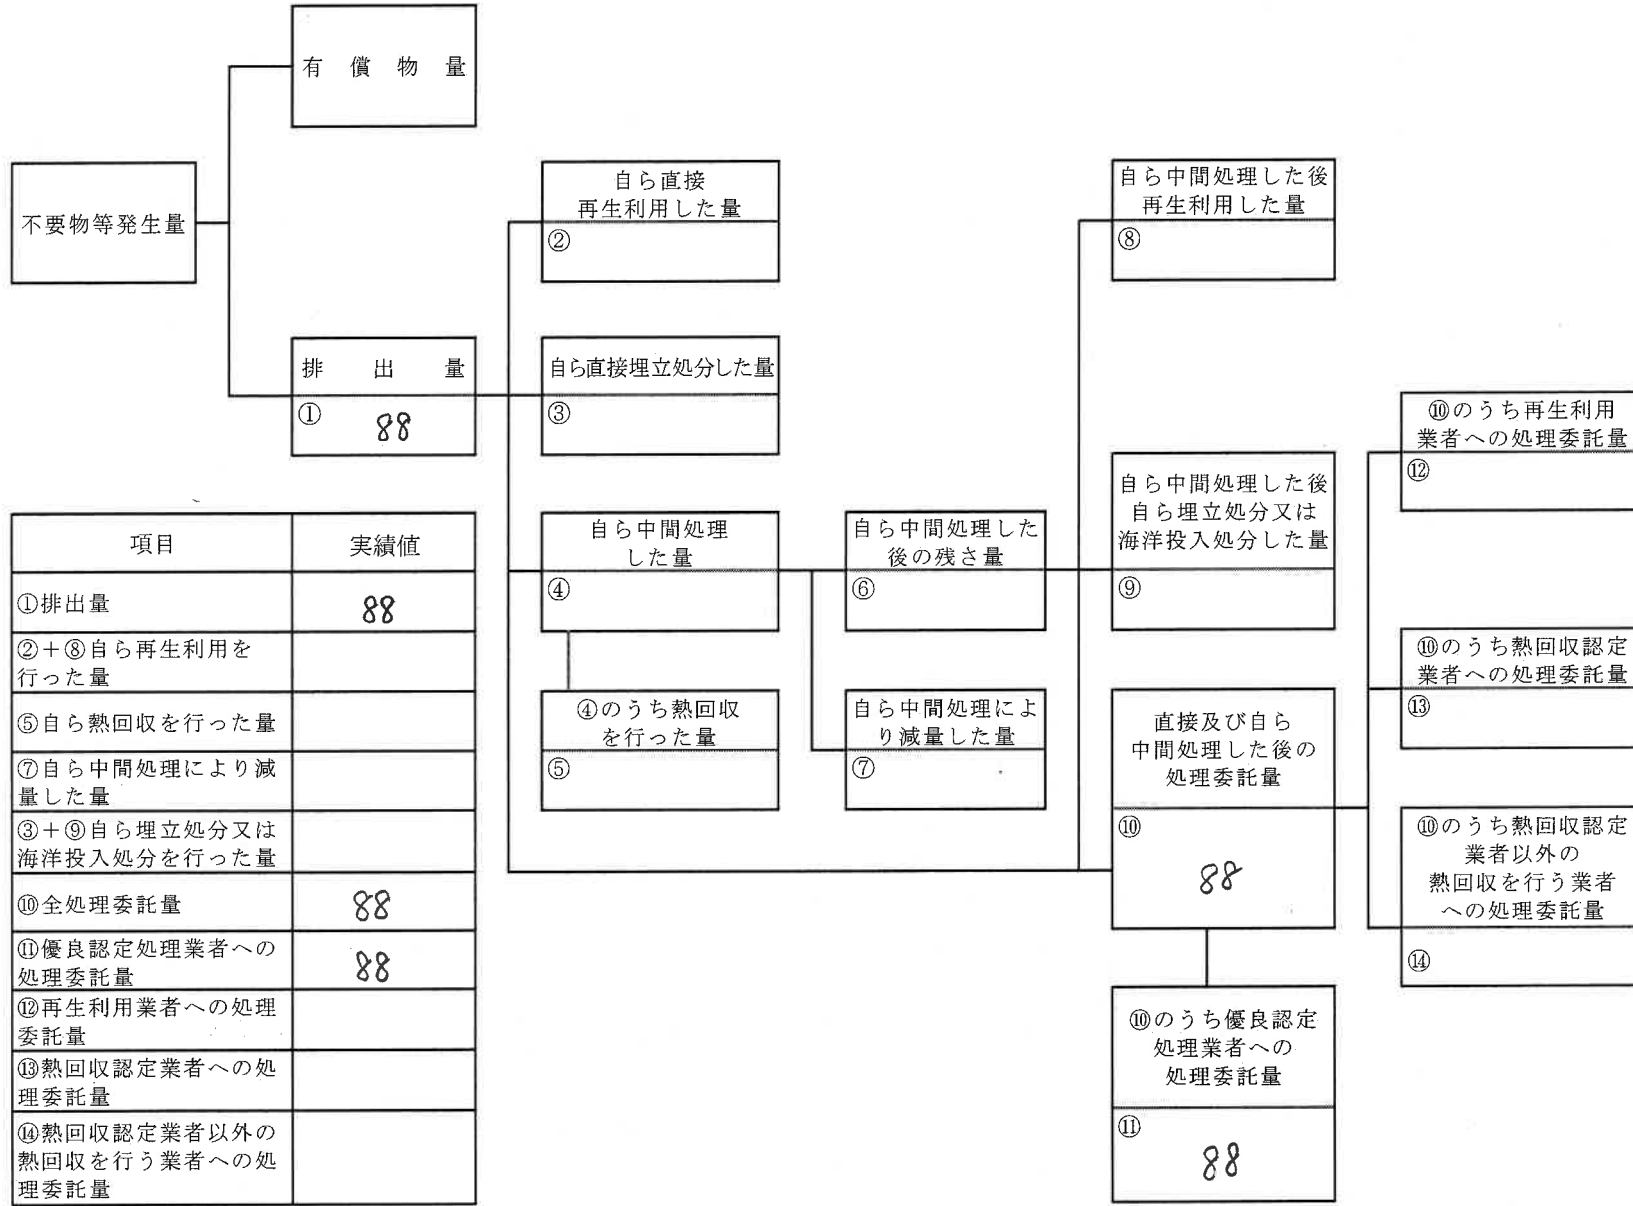 有償物量
不要物等発生量
排出量
① 88
自ら直接
再生利用した量
②
自ら直接埋立処分した量
③
自ら中間処理
した量
④
④のうち熱回収
を行った量
⑤
自ら中間処理した
後の残さ量
⑥
自ら中間処理によ
り減量した量
⑦
自ら中間処理した後
再生利用した量
⑧
自ら中間処理した後
自ら埋立処分又は
海洋投入処分した量
⑨
直接及び自ら
中間処理した後の
処理委託量
⑩
88
⑩のうち優良認定
処理業者への
処理委託量
⑪
88
⑩のうち再生利用
業者への処理委託量
⑫
⑩のうち熱回収認定
業者への処理委託量
⑬
⑩のうち熱回収認定
業者以外の
熱回収を行う業者
への処理委託量
⑭
項目 実績値
①排出量 88
②+⑧自ら再生利用を
行った量
⑤自ら熱回収を行った量
⑦自ら中間処理により減
量した量
③+⑨自ら埋立処分又は
海洋投入処分を行った量
⑩全処理委託量 88
⑪優良認定処理業者への
処理委託量 88
⑫再生利用業者への処理
委託量
⑬熱回収認定業者への処
理委託量
⑭熱回収認定業者以外の
熱回収を行う業者への処
理委託量